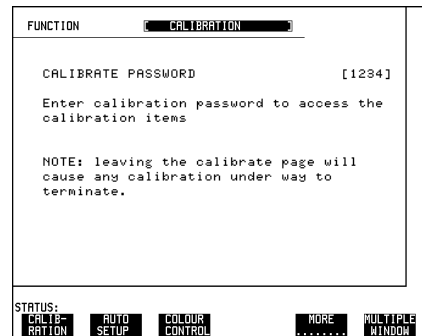 FUNCTION [ CALIBRATION ]
CALIBRATE PASSWORD [1234]
Enter calibration password to access the
calibration items
NOTE: leaving the calibrate page will
cause any calibration under way to
terminate.
STATUS:
CALIB- AUTO COLOUR MORE MULTIPLE
RATION SETUP CONTROL ........ WINDOW